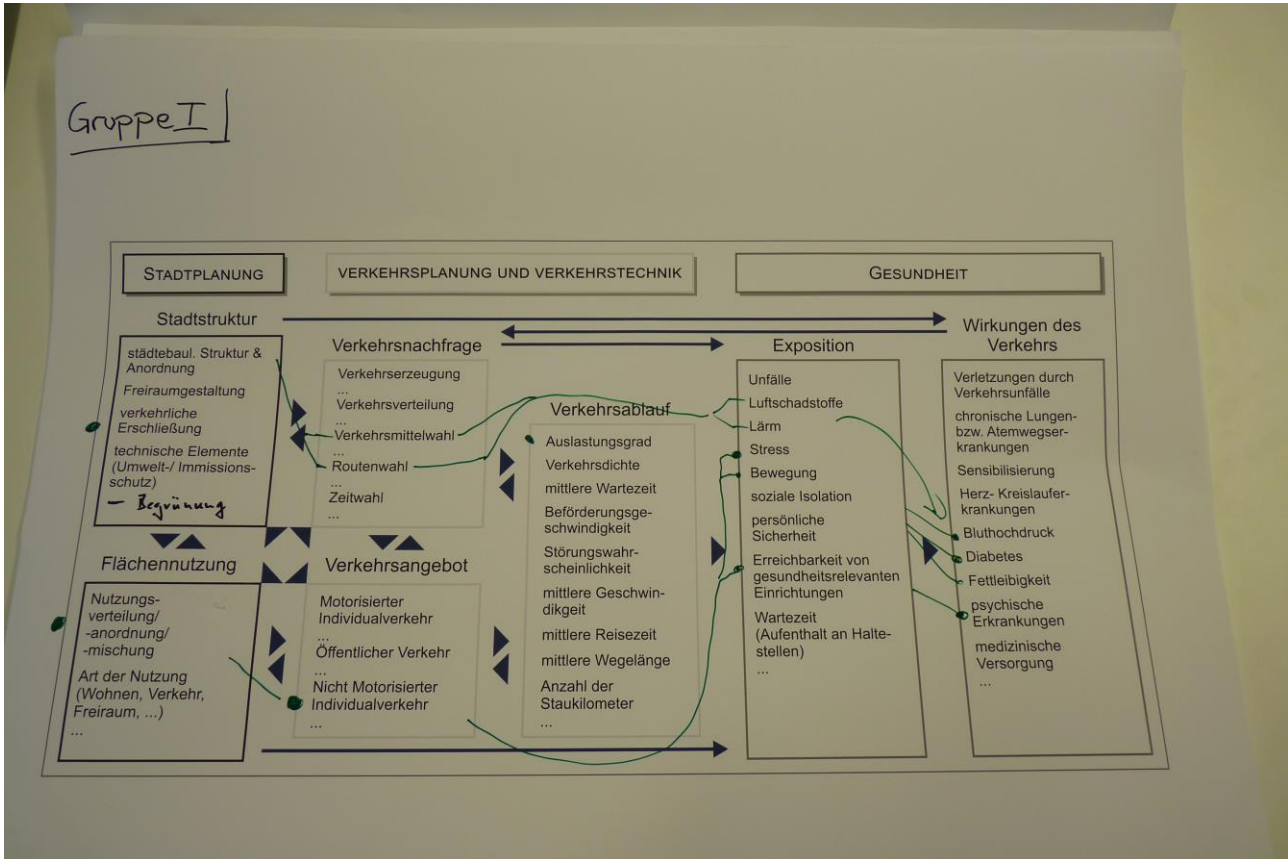 Gruppe I
STADTPLANUNG
VERKEHRSPLANUNG UND VERKEHRSTECHNIK
GESUNDHEIT
Stadtstruktur
städtebaul. Struktur &
Anordnung
Freiraumgestaltung
verkehrliche
Erschließung
technische Elemente
(Umwelt-/ Immissions-
schutz)
– Begrünung
Flächennutzung
Nutzungs-
verteilung/
-anordnung/
-mischung
Art der Nutzung
(Wohnen, Verkehr,
Freiraum, ...)
...
Verkehrsnachfrage
Verkehrserzeugung
...
Verkehrsverteilung
...
Verkehrsmittelwahl
...
Routenwahl
...
Zeitwahl
...
Verkehrsangebot
Motorisierter
Individualverkehr
...
Öffentlicher Verkehr
...
Nicht Motorisierter
Individualverkehr
...
Verkehrsablauf
Auslastungsgrad
Verkehrsdichte
mittlere Wartezeit
Beförderungsge-
schwindigkeit
Störungswahr-
scheinlichkeit
mittlere Geschwin-
dikgeit
mittlere Reisezeit
mittlere Wegelänge
Anzahl der
Staukilometer
...
Exposition
Unfälle
Luftschadstoffe
Lärm
Stress
Bewegung
soziale Isolation
persönliche
Sicherheit
Erreichbarkeit von
gesundheitsrelevanten
Einrichtungen
Wartezeit
(Aufenthalt an Halte-
stellen)
...
Wirkungen des
Verkehrs
Verletzungen durch
Verkehrsunfälle
chronische Lungen-
bzw. Atemwegser-
krankungen
Sensibilisierung
Herz- Kreislaufer-
krankungen
Bluthochdruck
Diabetes
Fettleibigkeit
psychische
Erkrankungen
medizinische
Versorgung
...